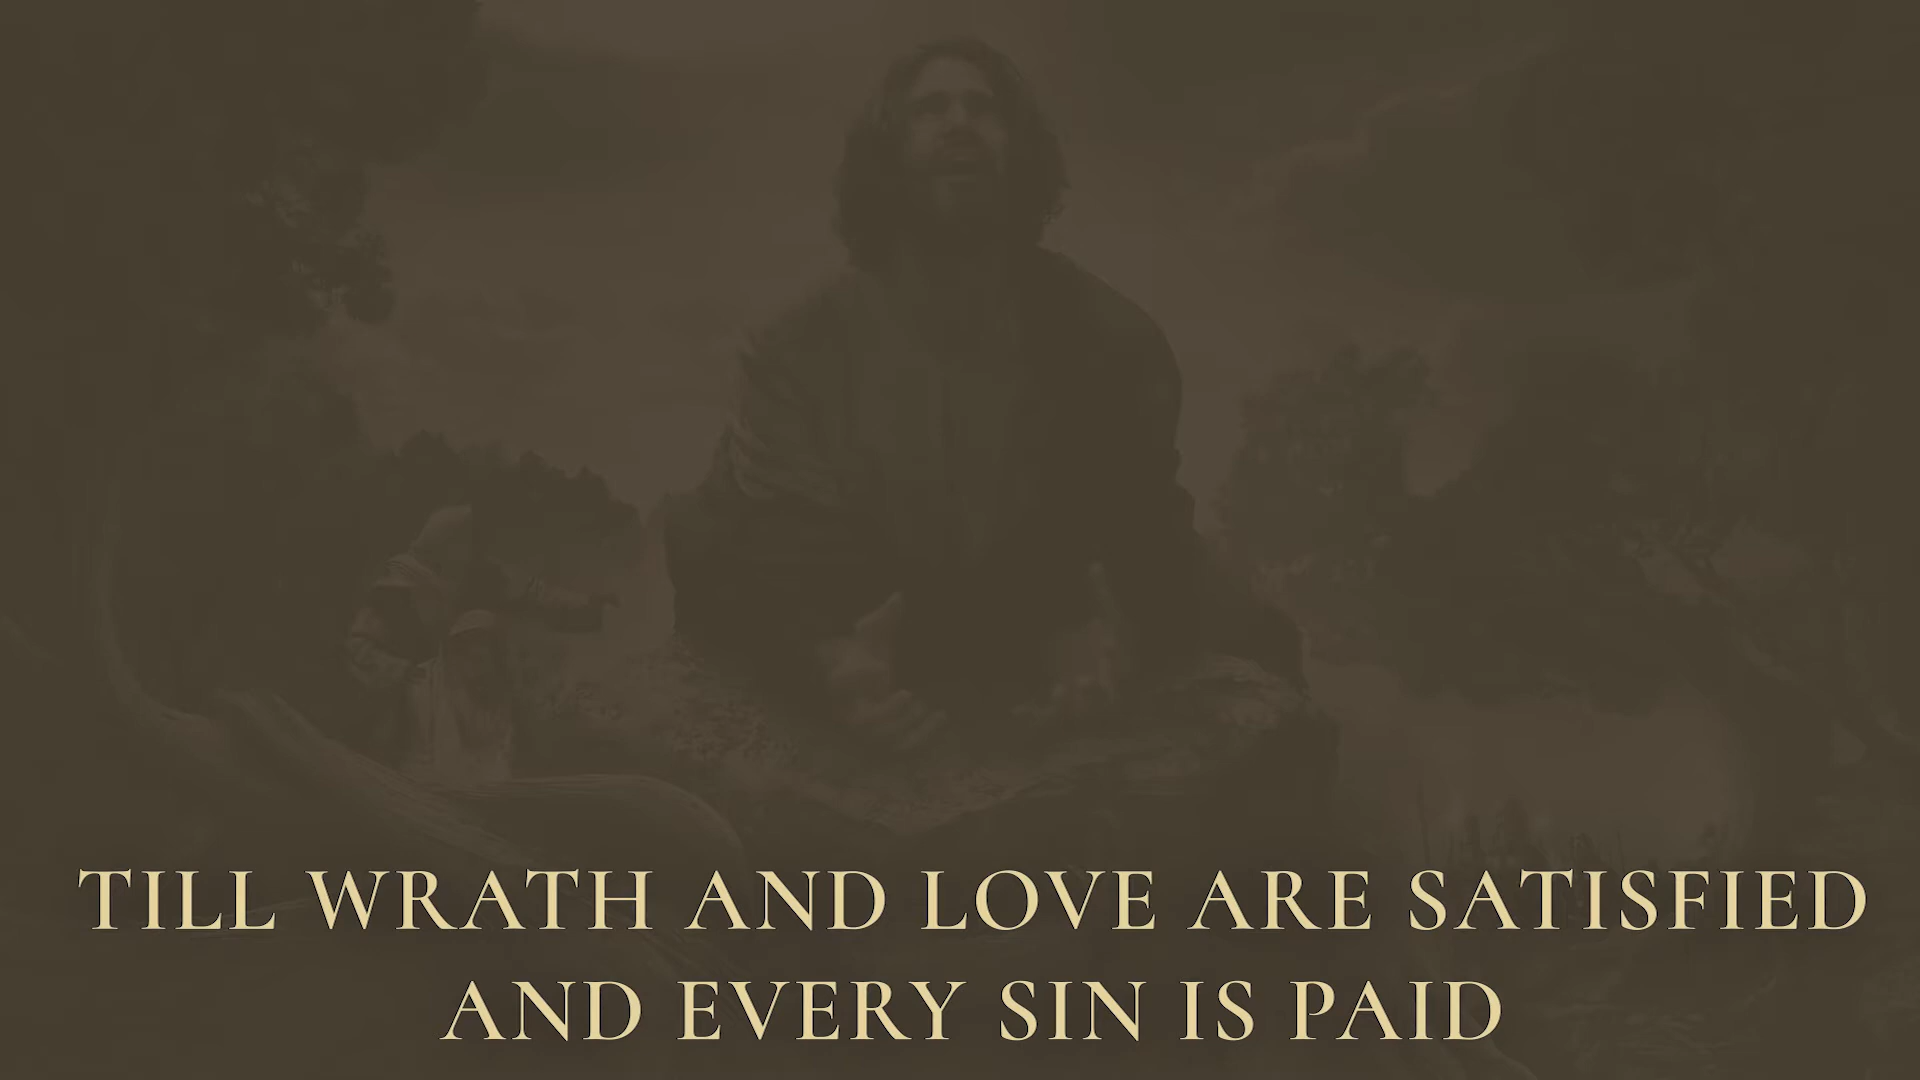 TILL WRATH AND LOVE ARE SATISFIED
AND EVERY SIN IS PAID